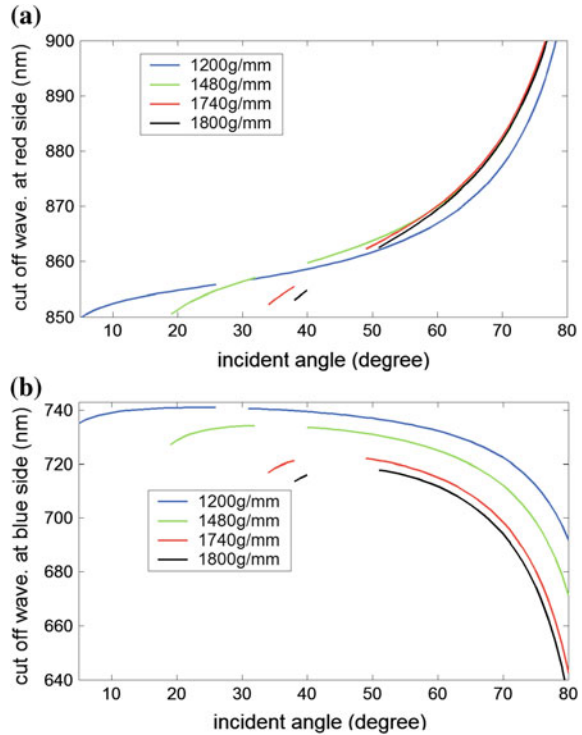 (a)
900
890
880
870
860
850
cut off wave. at red side (nm)
1200g/mm
1480g/mm
1740g/mm
1800g/mm
10 20 30 40 50 60 70 80
incident angle (degree)
(b)
740
720
700
680
660
640
cut off wave. at blue side (nm)
1200g/mm
1480g/mm
1740g/mm
1800g/mm
10 20 30 40 50 60 70 80
incident angle (degree)